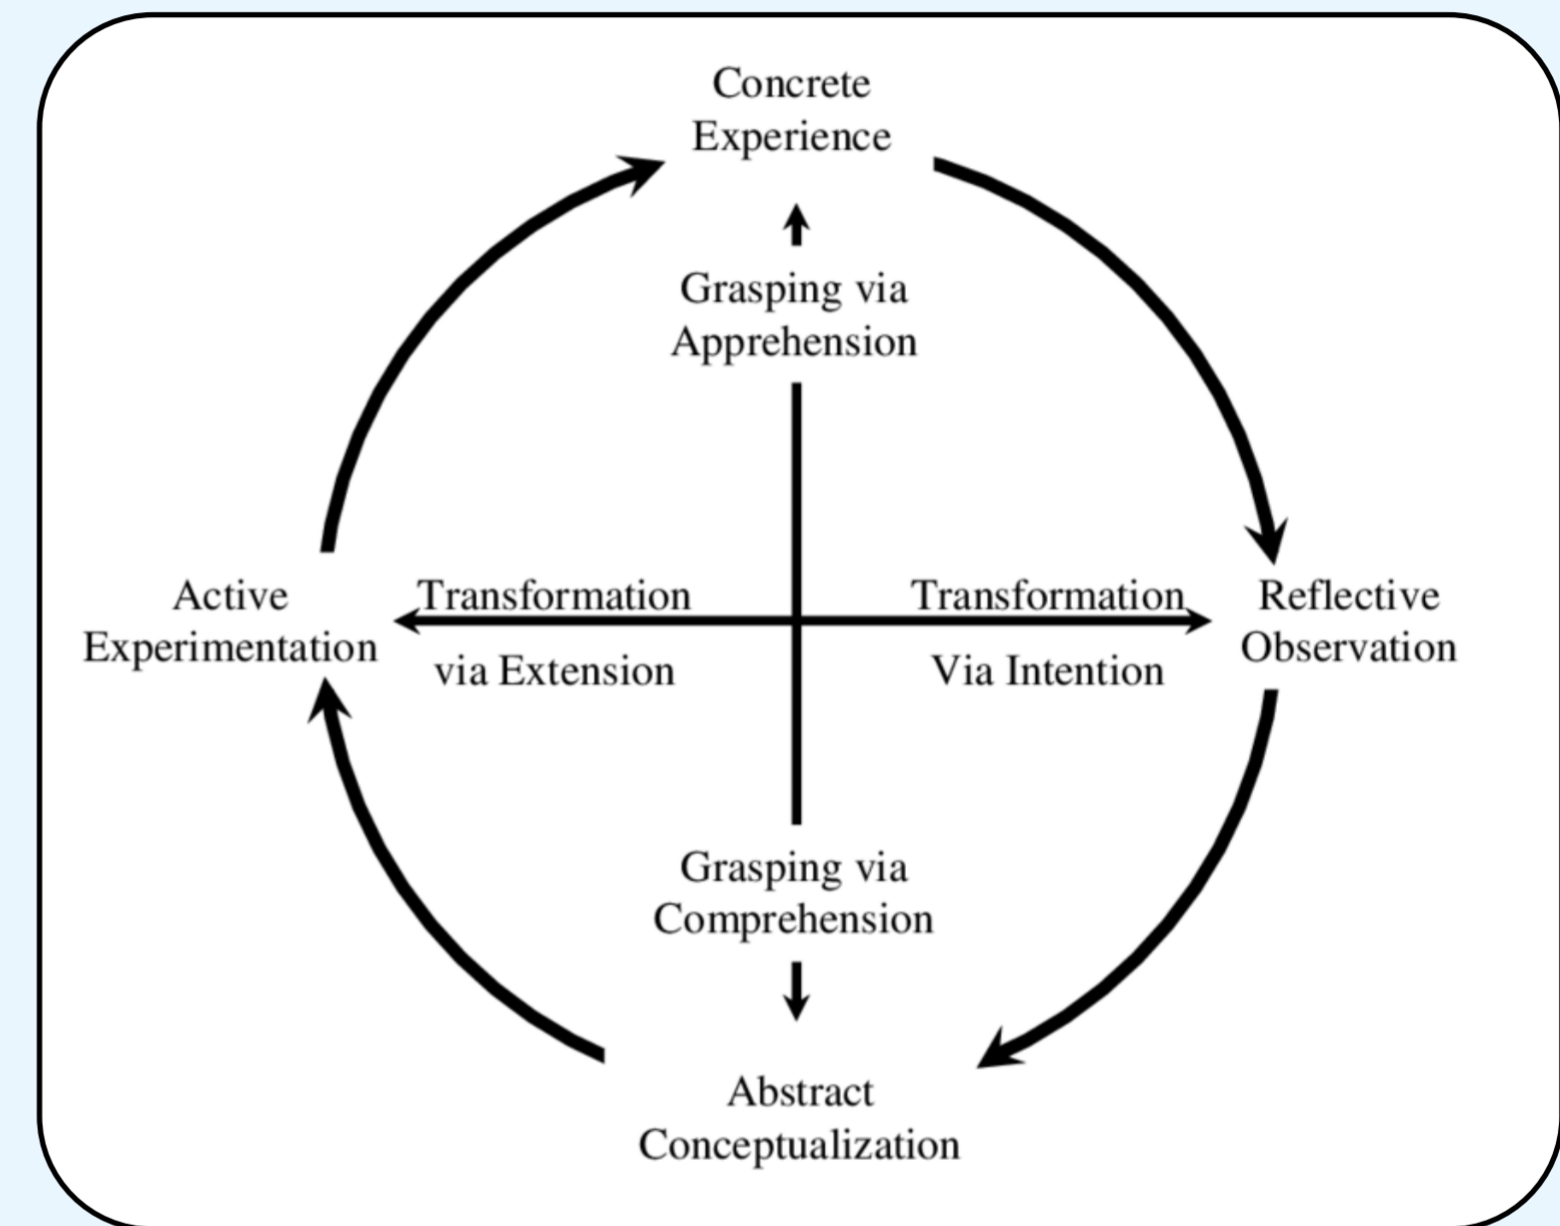 Concrete
Experience
Grasping via
Apprehension
Active
Experimentation
Transformation
via Extension
Transformation
Via Intention
Reflective
Observation
Grasping via
Comprehension
Abstract
Conceptualization